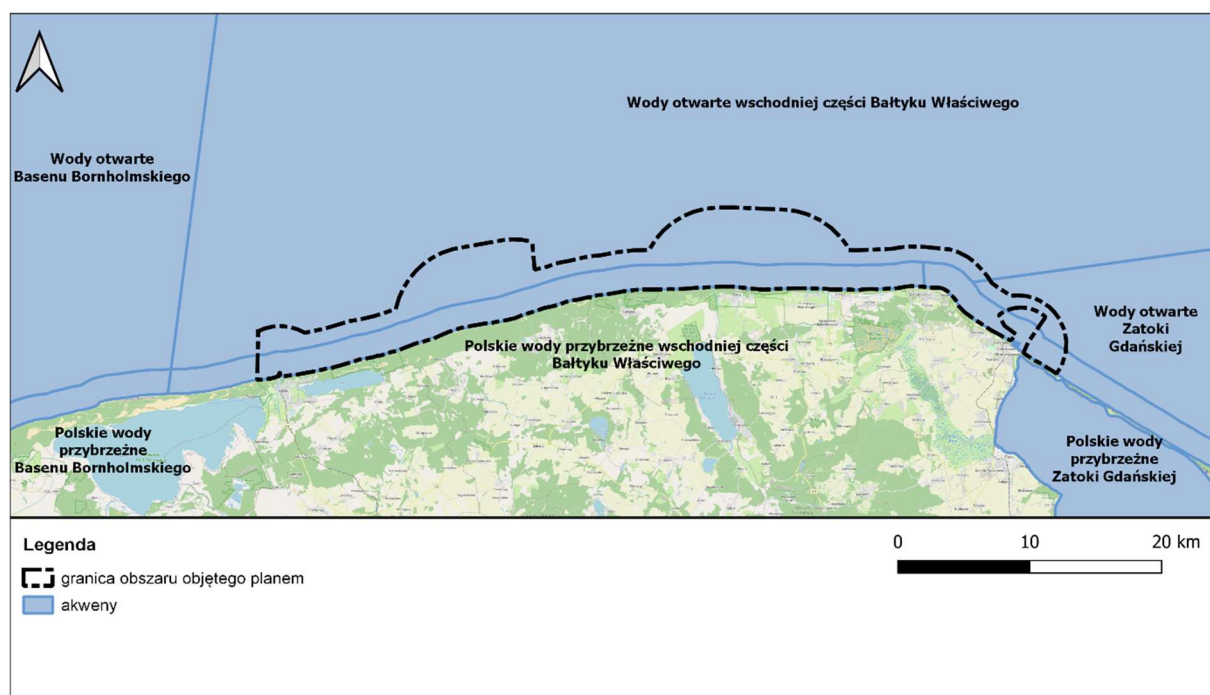 Wody otwarte wschodniej części Bałtyku Właściwego
Wody otwarte
Basenu Bornholmskiego
Wody otwarte
Zatoki
Gdańskiej
Polskie wody przybrzeżne wschodniej części
Bałtyku Właściwego
Polskie wody
przybrzeżne
Basenu Bornholmskiego
Polskie wody
przybrzeżne
Zatoki Gdańskiej
Legenda
granica obszaru objętego planem
akweny
0 10 20 km